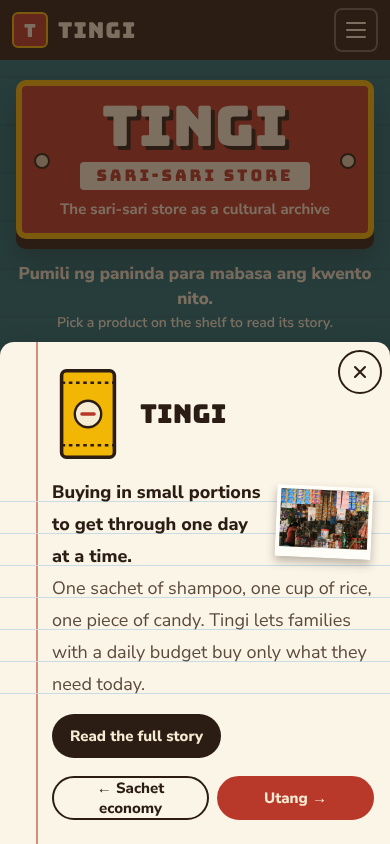 T TINGI
TINGI
SARI-SARI STORE
The sari-sari store as a cultural archive
Pumili ng paninda para mabasa ang kwento
nito.
Pick a product on the shelf to read its story.
TINGI
Buying in small portions
to get through one day
at a time.
One sachet of shampoo, one cup of rice,
one piece of candy. Tingi lets families
with a daily budget buy only what they
need today.
Read the full story
← Sachet
economy
Utang →